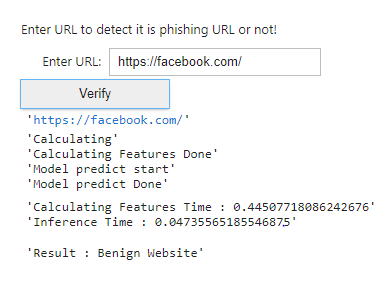 Enter URL to detect it is phishing URL or not!
Enter URL: https://facebook.com/
Verify
'https://facebook.com/'
'Calculating'
'Calculating Features Done'
'Model predict start'
'Model predict Done'
'Calculating Features Time : 0.44507718086242676'
'Inference Time : 0.047355651855468875'
'Result : Benign Website'